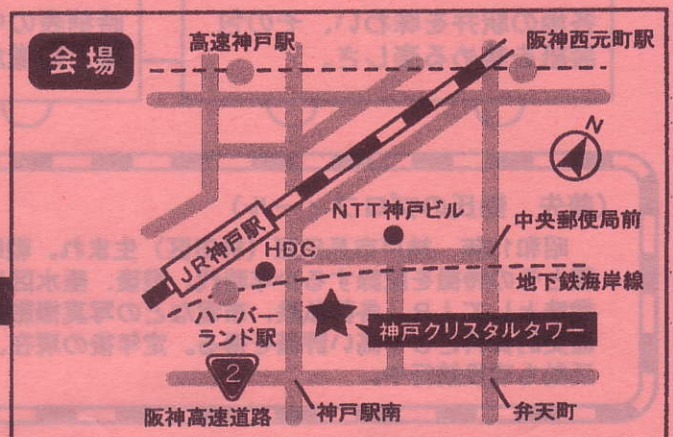 会場
高速神戸駅
阪神西元町駅
N
NTT神戸ビル
中央郵便局前
JR神戸駅
HDC
地下鉄海岸線
ハーバー
ランド駅
神戸クリスタルタワー
2
阪神高速道路
神戸駅南
弁天町